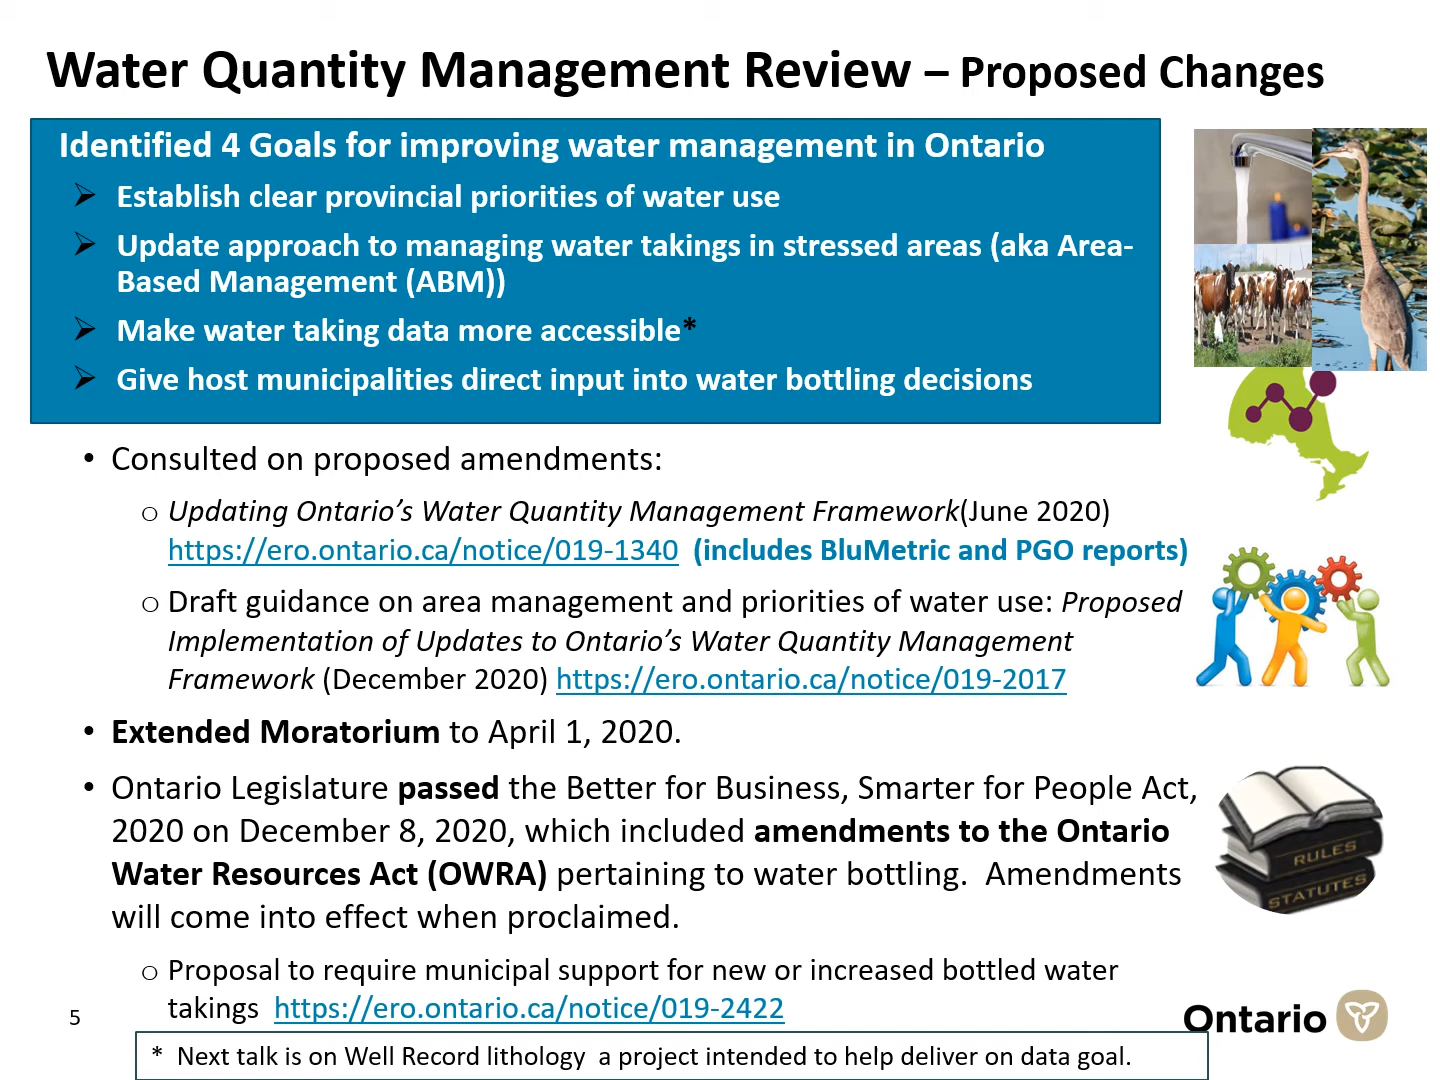 Water Quantity Management Review – Proposed Changes
Identified 4 Goals for improving water management in Ontario
➢ Establish clear provincial priorities of water use
➢ Update approach to managing water takings in stressed areas (aka Area-
Based Management (ABM))
➢ Make water taking data more accessible*
➢ Give host municipalities direct input into water bottling decisions
• Consulted on proposed amendments:
o Updating Ontario’s Water Quantity Management Framework(June 2020)
https://ero.ontario.ca/notice/019-1340 (includes BluMetric and PGO reports)
o Draft guidance on area management and priorities of water use: Proposed
Implementation of Updates to Ontario’s Water Quantity Management
Framework (December 2020) https://ero.ontario.ca/notice/019-2017
• Extended Moratorium to April 1, 2020.
• Ontario Legislature passed the Better for Business, Smarter for People Act,
2020 on December 8, 2020, which included amendments to the Ontario
Water Resources Act (OWRA) pertaining to water bottling. Amendments
will come into effect when proclaimed.
RULES
STATUTES
o Proposal to require municipal support for new or increased bottled water
takings https://ero.ontario.ca/notice/019-2422
5
Ontario
* Next talk is on Well Record lithology a project intended to help deliver on data goal.